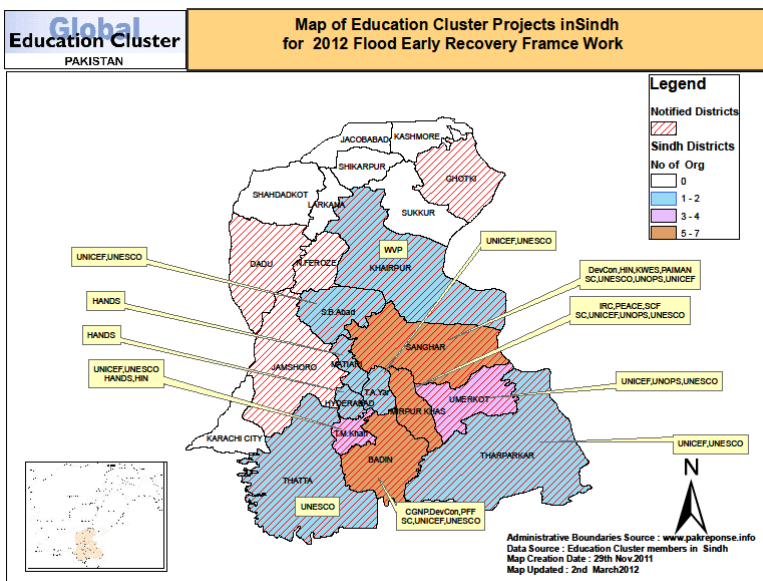 Global
Education Cluster
PAKISTAN
Map of Education Cluster Projects inSindh
for 2012 Flood Early Recovery Framce Work
Legend
Notified Districts
Sindh Districts
No of Org
0
1 - 2
3 - 4
5 - 7
JACOBABAD
KASHMORE
SHIKARPUR
GHOTKI
SHAHDADKOT
LARKANA
SUKKUR
WVP
UNICEF,UNESCO
UNICEF,UNESCO
DADU
N.FEROZE
KHAIRPUR
DevCon,HIN,KWES,PAIMAN
SC,UNESCO,UNOPS,UNICEF
HANDS
S.B.Abad
IRC,PEACE,SCF
SC,UNICEF,UNOPS,UNESCO
HANDS
SANGHAR
MATIARI
JAMSHORO
UNICEF,UNESCO
HANDS,HIN
T.A.Yar
HYDERABAD
MIRPUR KHAS
UMERKOT
UNICEF,UNOPS,UNESCO
T.M.Khan
KARACHI CITY
BADIN
THARPARKAR
UNICEF,UNESCO
THATTA
UNESCO
CGNP,DevCon,PFF
SC,UNICEF,UNESCO
N
Administrative Boundaries Source : www.pakreponse.info
Data Source : Education Cluster members in Sindh
Map Creation Date : 29th Nov.2011
Map Updated : 2nd March2012